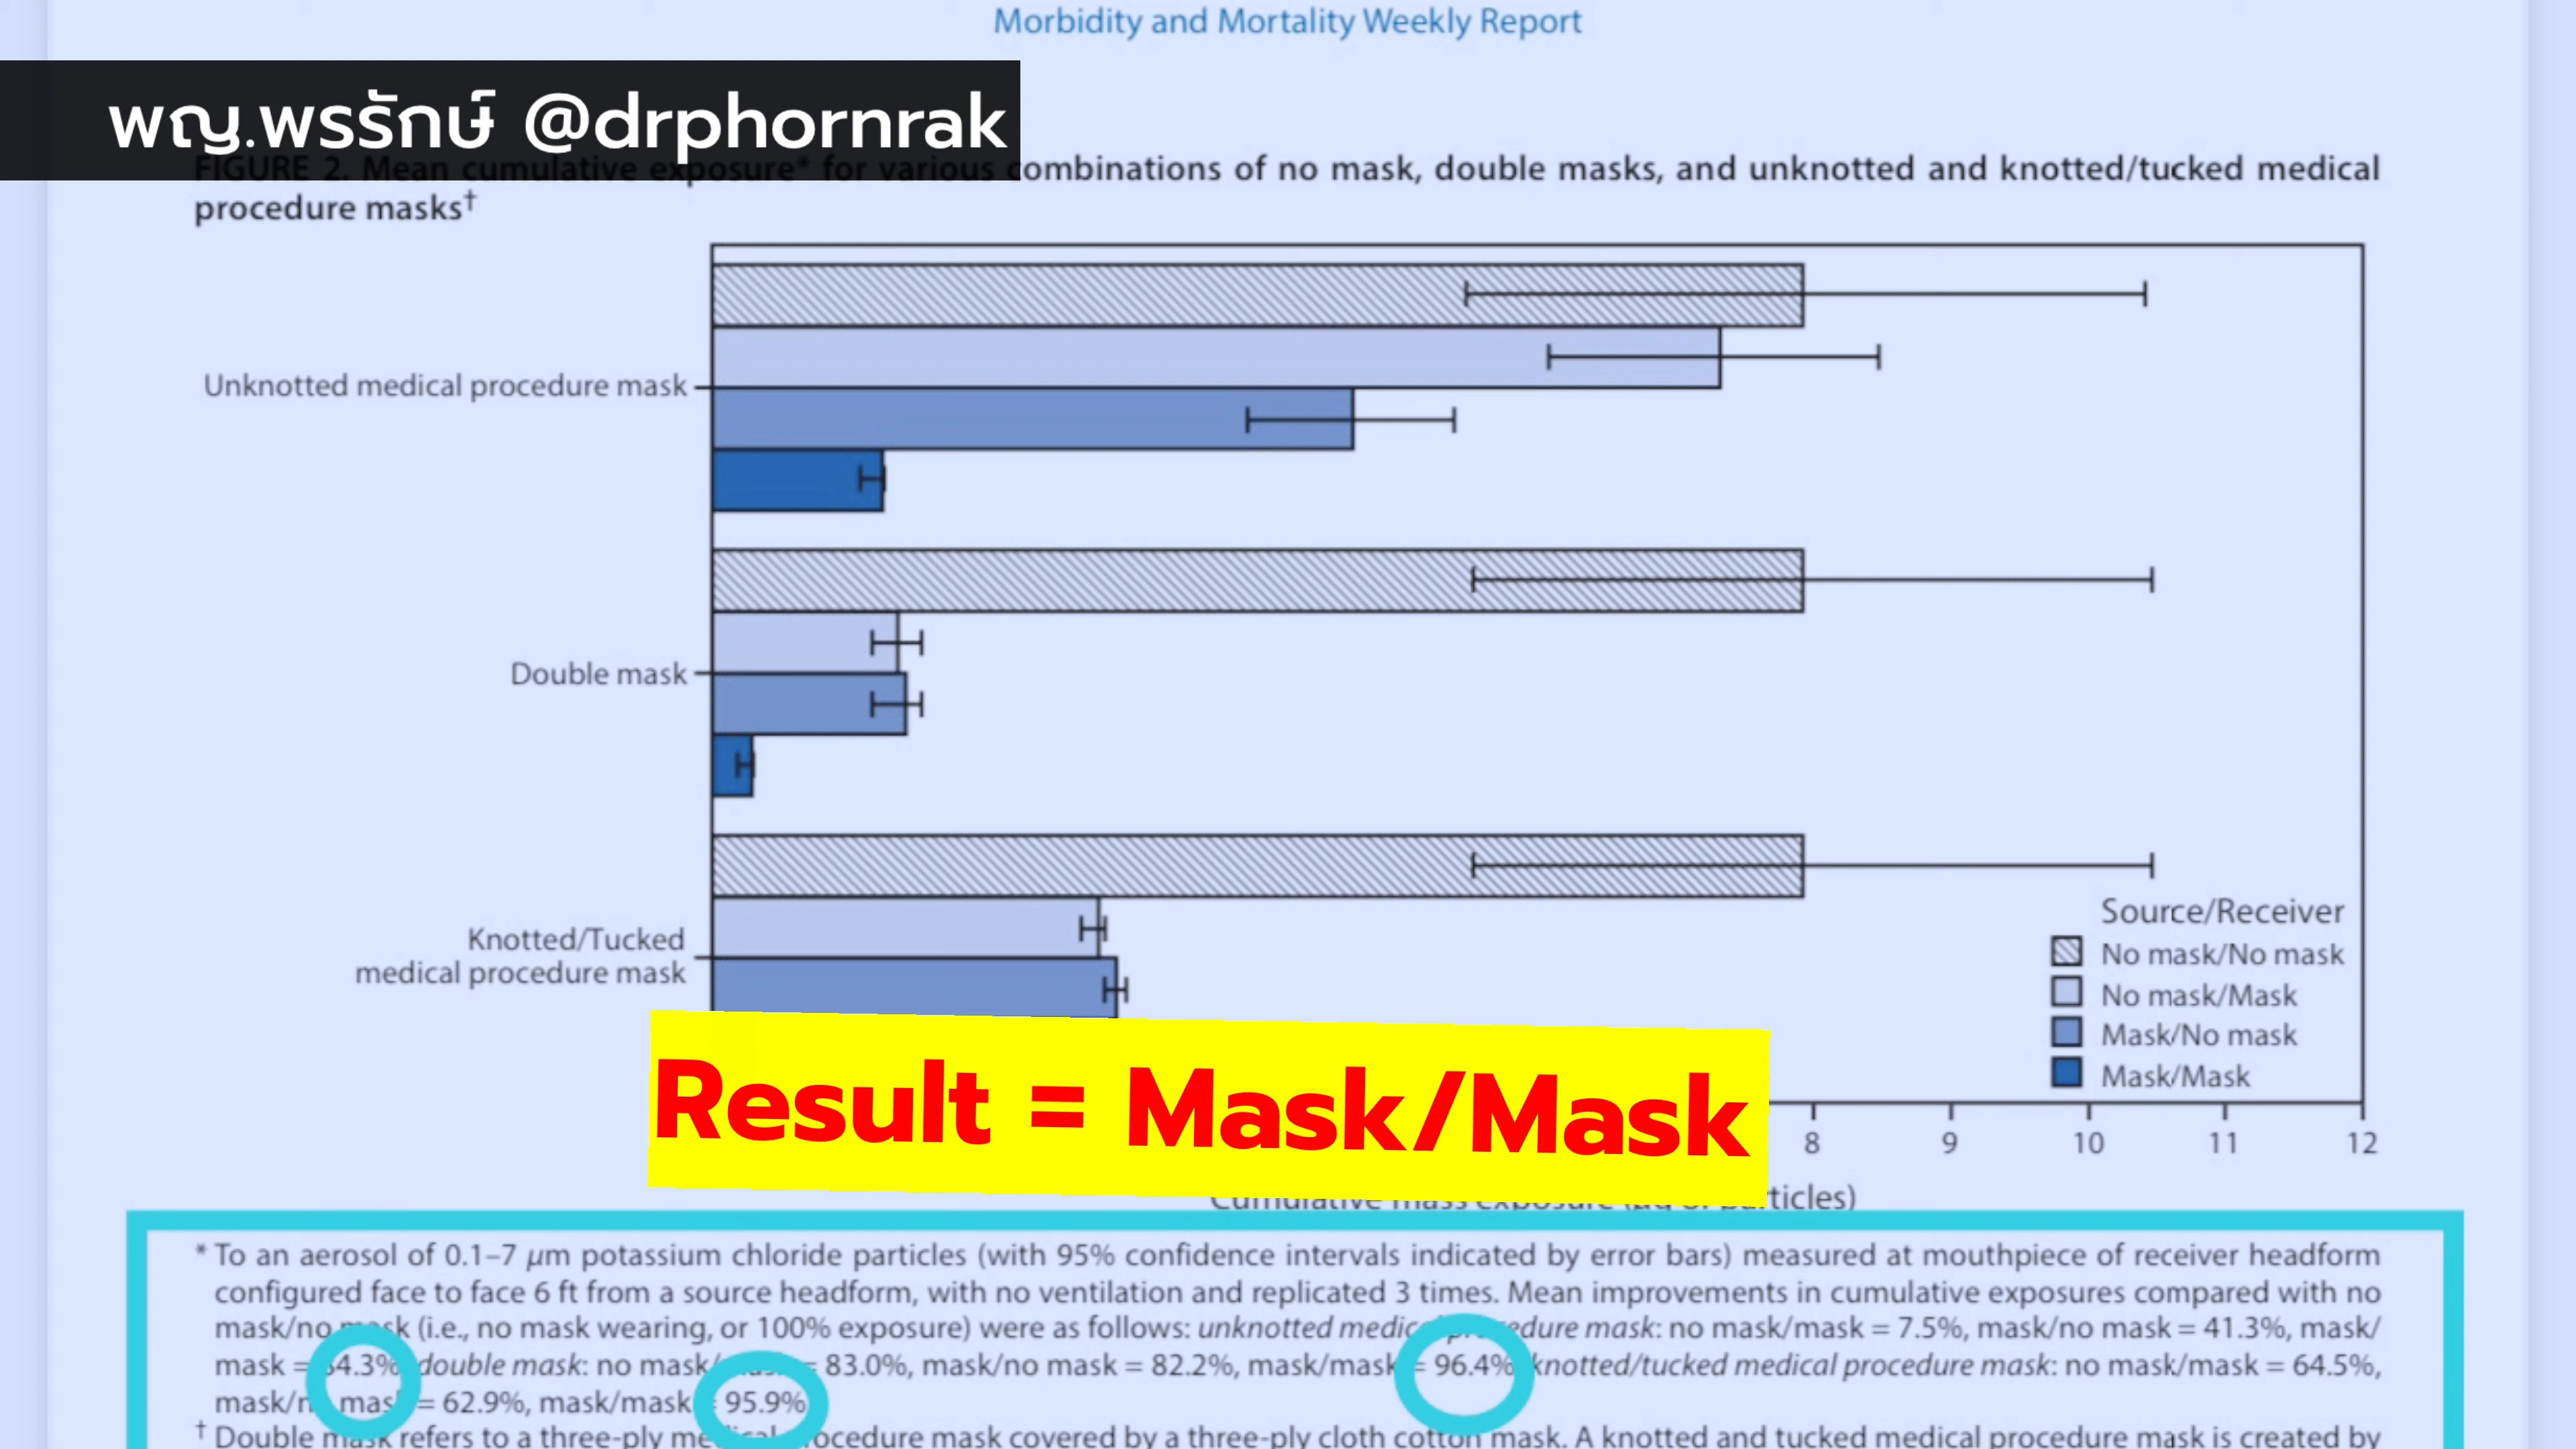 Morbidity and Mortality Weekly Report
พญ.พรรักษ์ @drphornrak
FIGURE 2. Mean cumulative exposure* for various combinations of no mask, double masks, and unknotted and knotted/tucked medical
procedure masks†
Unknotted medical procedure mask
Double mask
Knotted/Tucked
medical procedure mask
Source/Receiver
No mask/No mask
No mask/Mask
Mask/No mask
Mask/Mask
Result = Mask/Mask
8 9 10 11 12
Cumulative mass exposure
* To an aerosol of 0.1–7 μm potassium chloride particles (with 95% confidence intervals indicated by error bars) measured at mouthpiece of receiver headform
configured face to face 6 ft from a source headform, with no ventilation and replicated 3 times. Mean improvements in cumulative exposures compared with no
mask/no mask (i.e., no mask wearing, or 100% exposure) were as follows: unknotted medical procedure mask: no mask/mask = 7.5%, mask/no mask = 41.3%, mask/
mask = 84.3% double mask: no mask/mask = 83.0%, mask/no mask = 82.2%, mask/mask = 96.4% knotted/tucked medical procedure mask: no mask/mask = 64.5%,
mask/no mask = 62.9%, mask/mask = 95.9%
† Double mask refers to a three-ply medical procedure mask covered by a three-ply cloth cotton mask. A knotted and tucked medical procedure mask is created by